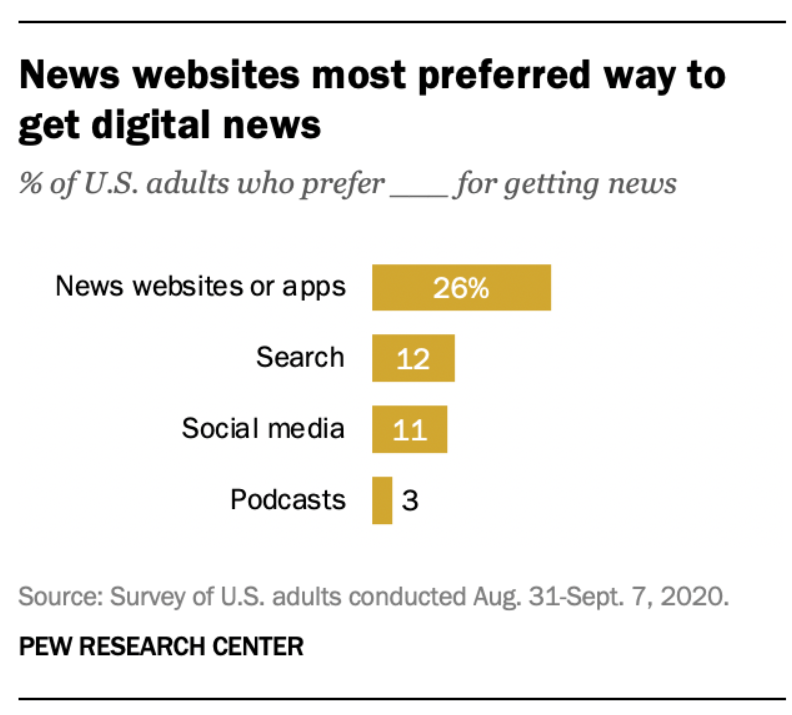 News websites most preferred way to
get digital news
% of U.S. adults who prefer ___ for getting news
News websites or apps 26%
Search 12
Social media 11
Podcasts 3
Source: Survey of U.S. adults conducted Aug. 31-Sept. 7, 2020.
PEW RESEARCH CENTER